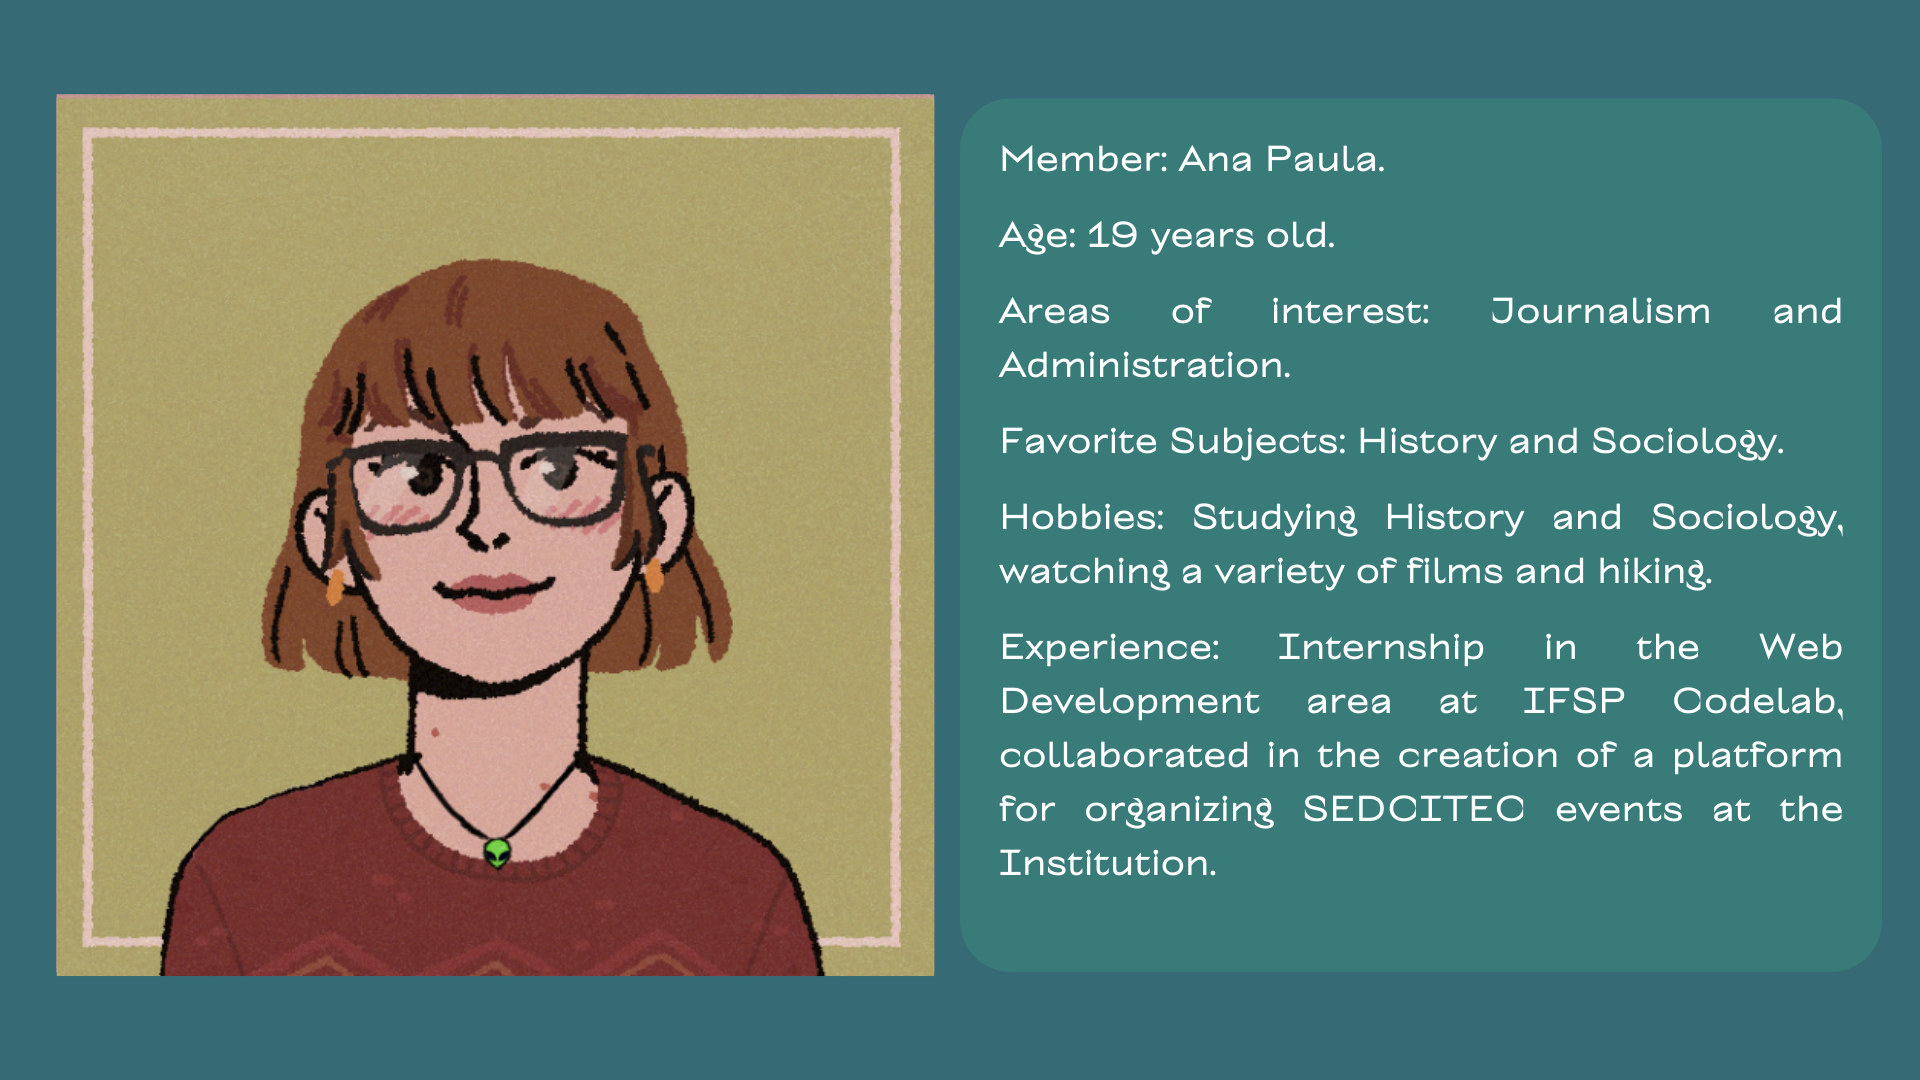 Member: Ana Paula.
Age: 19 years old.
Areas of interest: Journalism and
Administration.
Favorite Subjects: History and Sociology.
Hobbies: Studying History and Sociology,
watching a variety of films and hiking.
Experience: Internship in the Web
Development area at IFSP Codelab,
collaborated in the creation of a platform
for organizing SEDCITEC events at the
Institution.